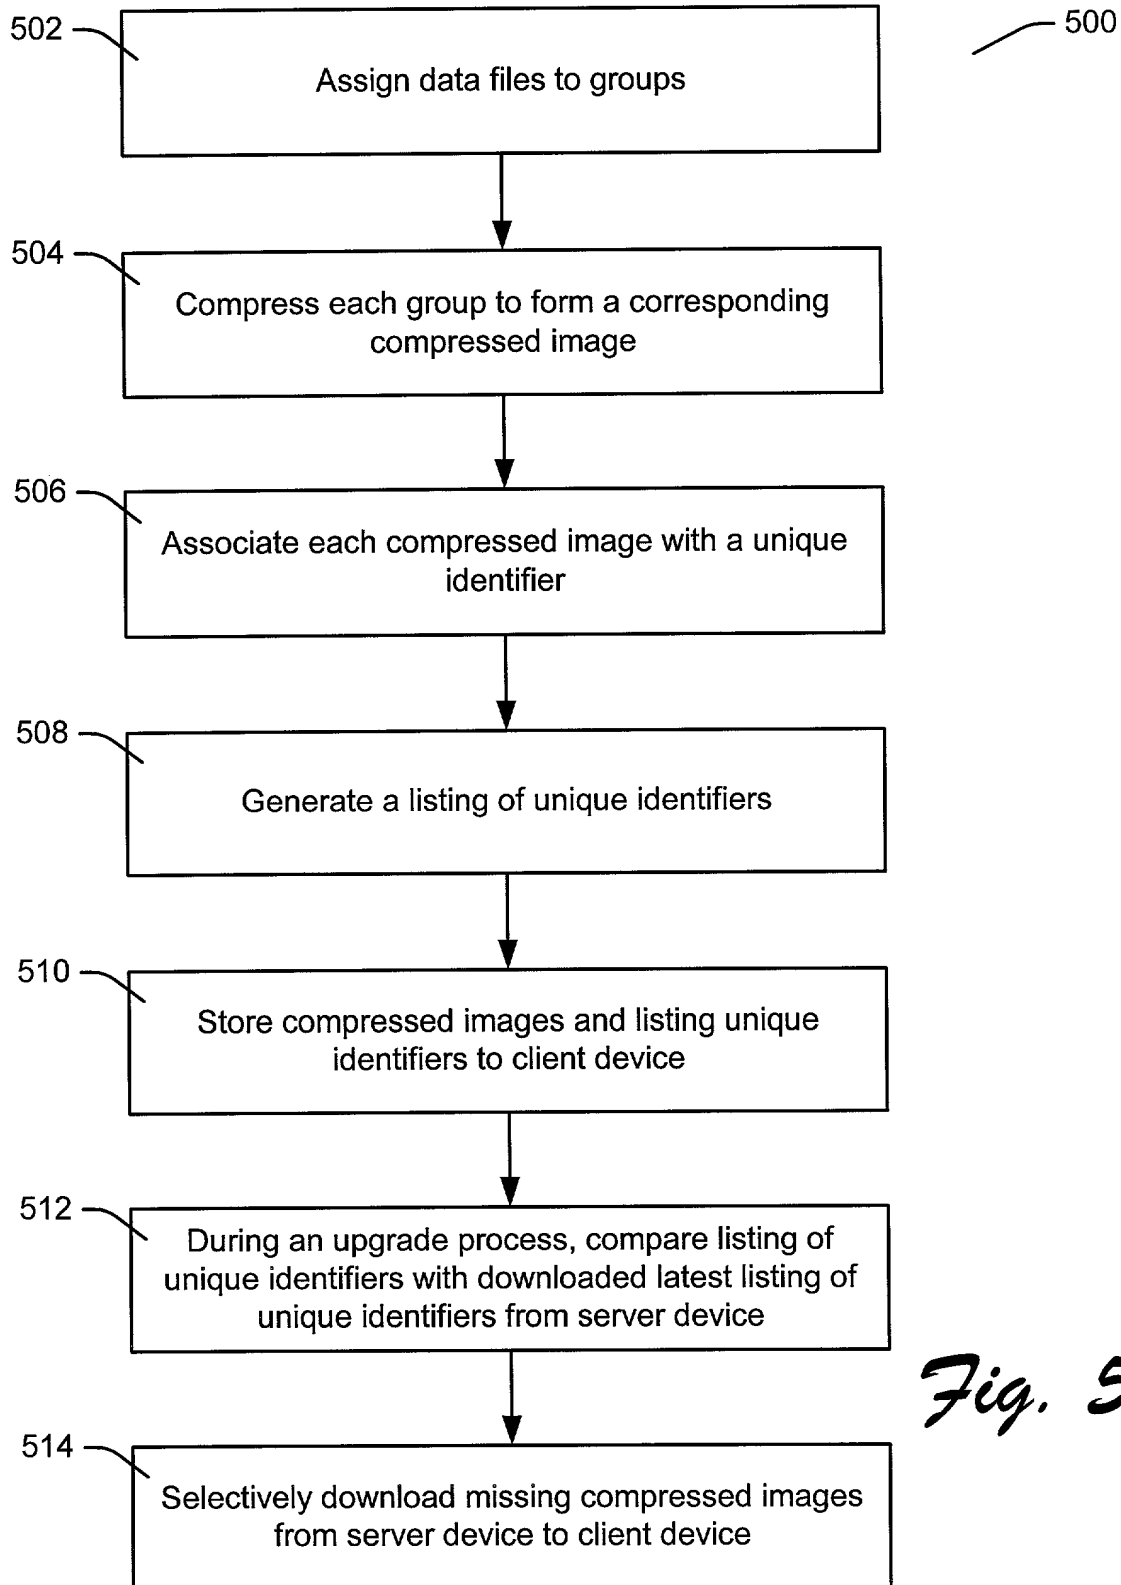 502
500
Assign data files to groups
504
Compress each group to form a corresponding
compressed image
506
Associate each compressed image with a unique
identifier
508
Generate a listing of unique identifiers
510
Store compressed images and listing unique
identifiers to client device
512
During an upgrade process, compare listing of
unique identifiers with downloaded latest listing of
unique identifiers from server device
Fig. 5
514
Selectively download missing compressed images
from server device to client device